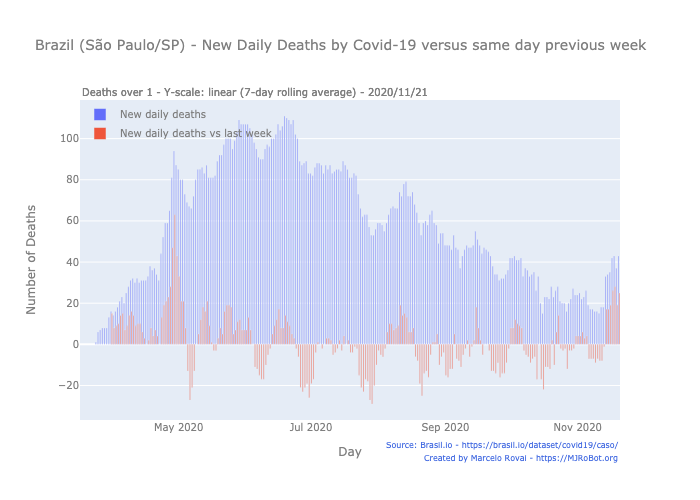 Brazil (São Paulo/SP) - New Daily Deaths by Covid-19 versus same day previous week
Deaths over 1 - Y-scale: linear (7-day rolling average) - 2020/11/21
New daily deaths
New daily deaths vs last week
100
80
60
40
20
0
−20
Number of Deaths
May 2020
Jul 2020
Sep 2020
Nov 2020
Day
Source: Brasil.io - https://brasil.io/dataset/covid19/caso/
Created by Marcelo Rovai - https://MJRoBot.org